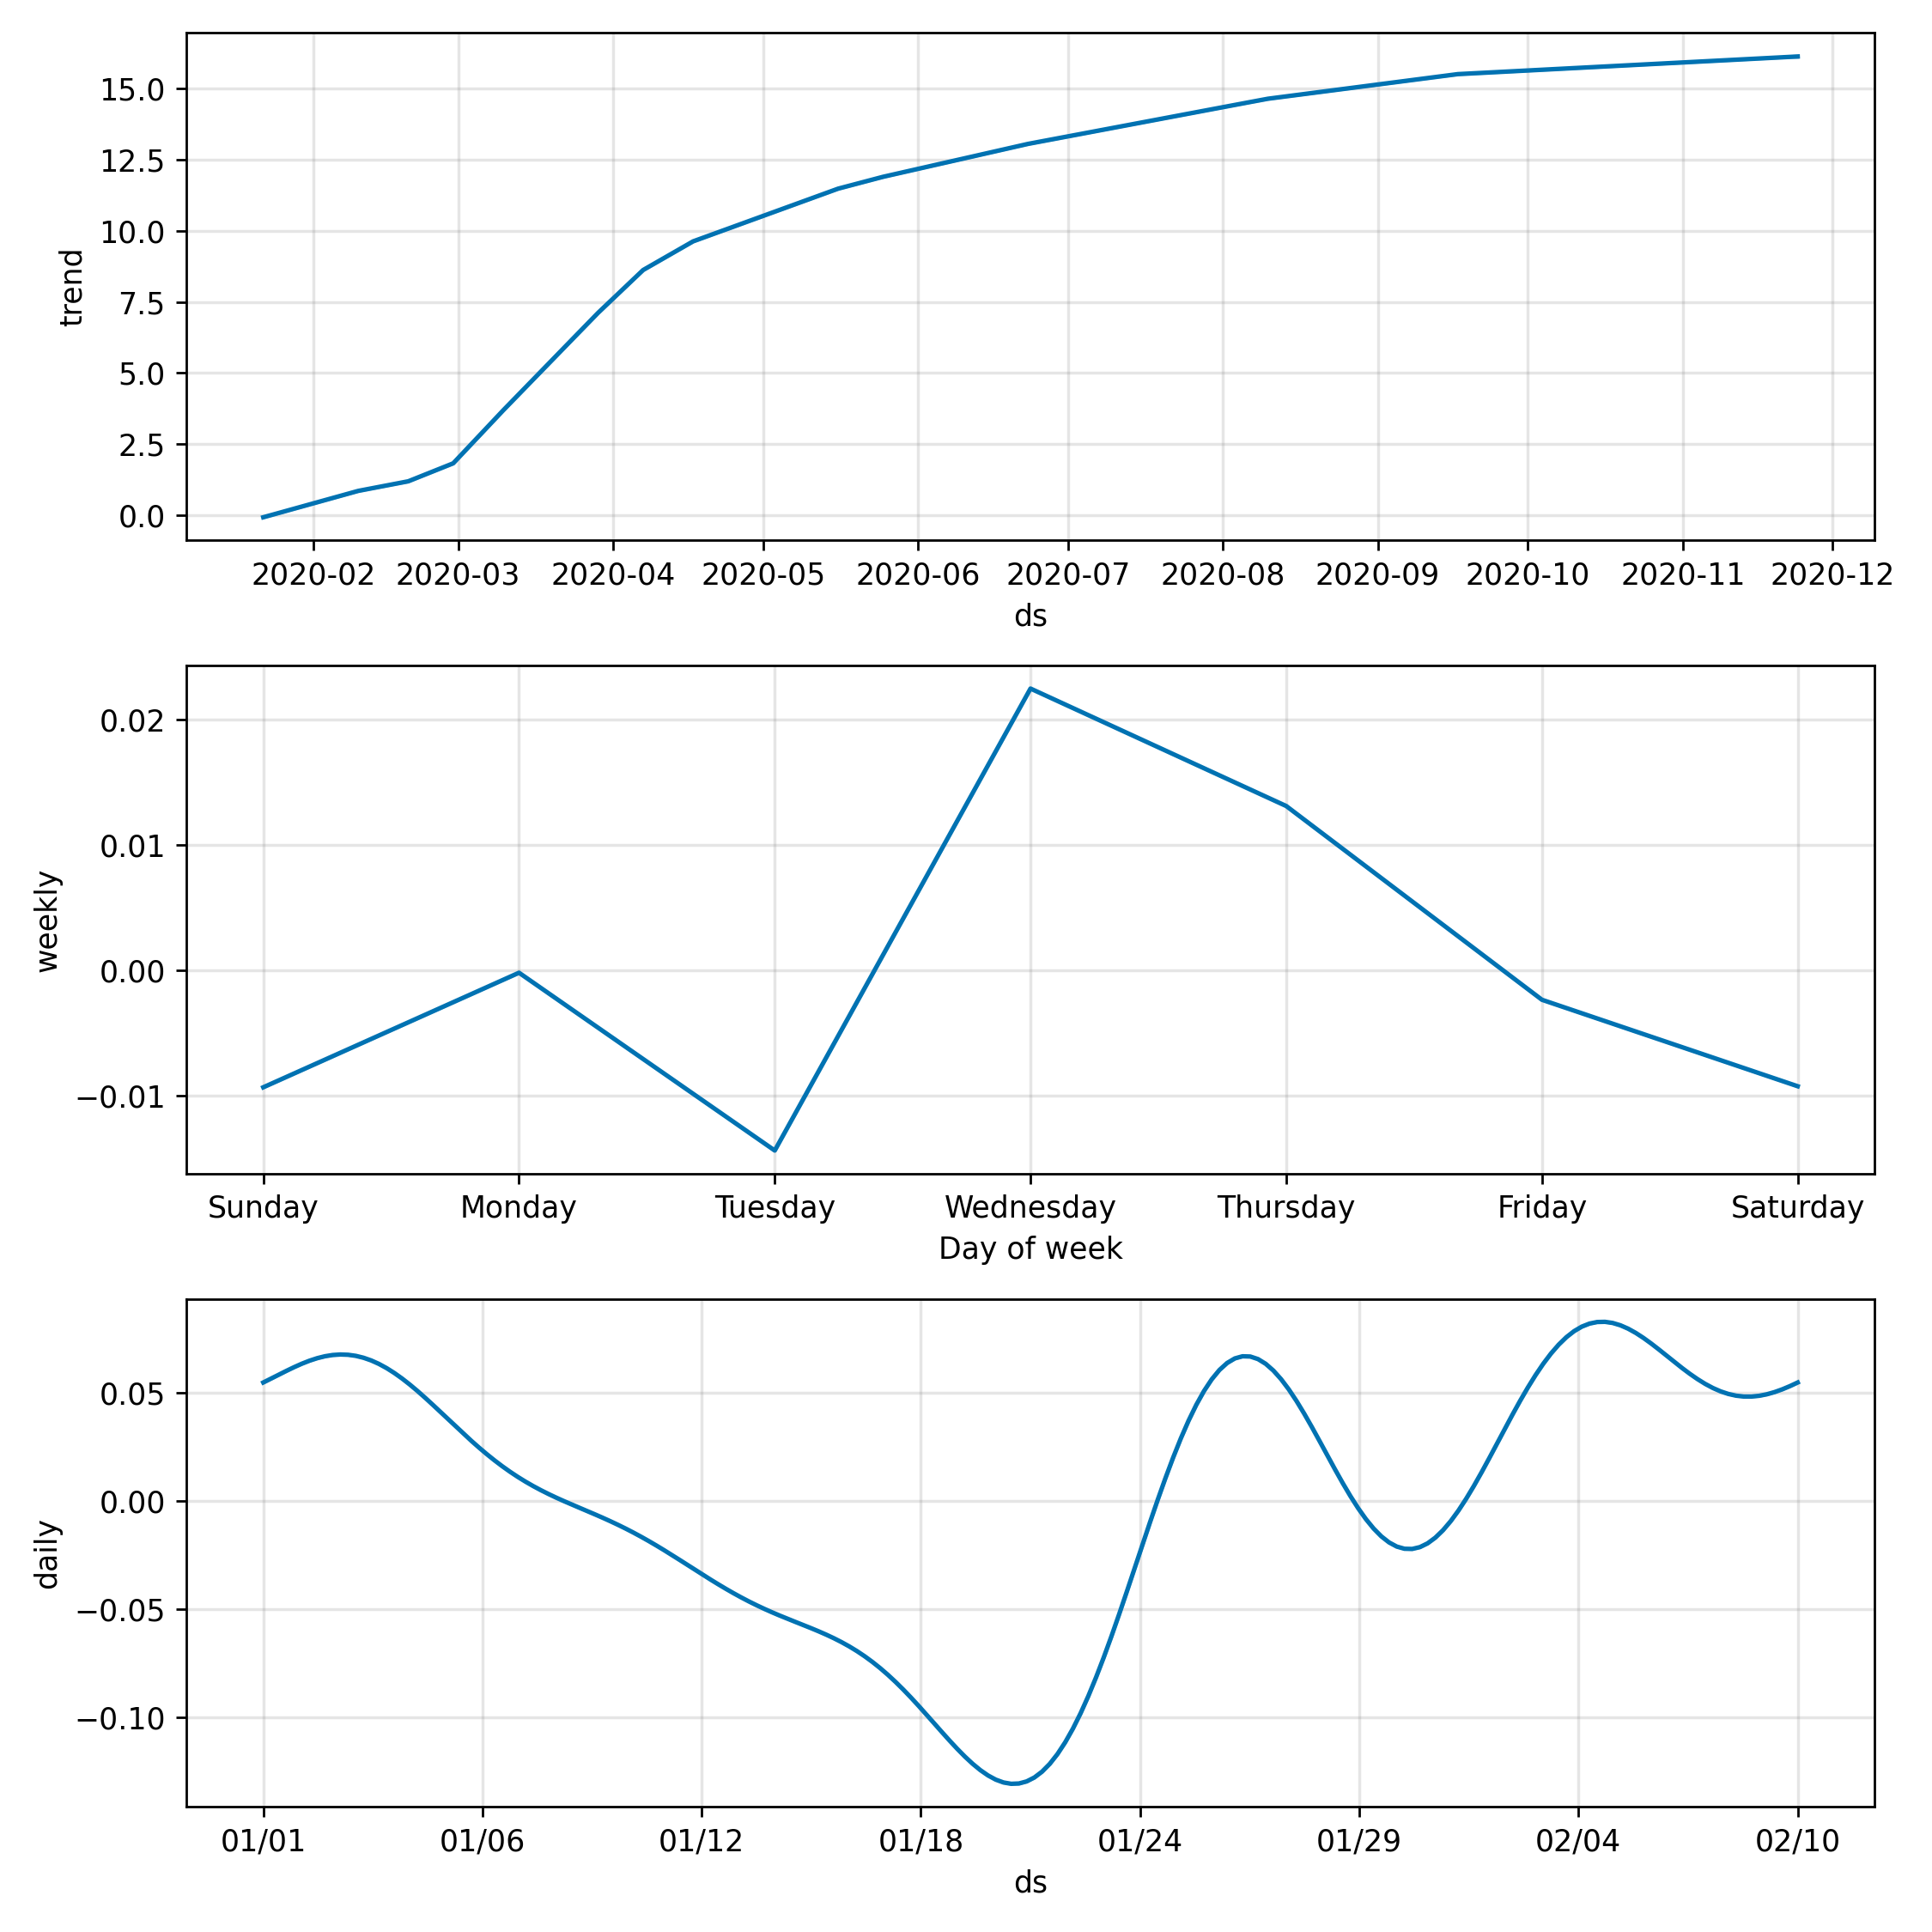 trend
15.0
12.5
10.0
7.5
5.0
2.5
0.0
2020-02 2020-03 2020-04 2020-05 2020-06 2020-07 2020-08 2020-09 2020-10 2020-11 2020-12
ds
weekly
0.02
0.01
0.00
−0.01
Sunday Monday Tuesday Wednesday Thursday Friday Saturday
Day of week
daily
0.05
0.00
−0.05
−0.10
01/01 01/06 01/12 01/18 01/24 01/29 02/04 02/10
ds